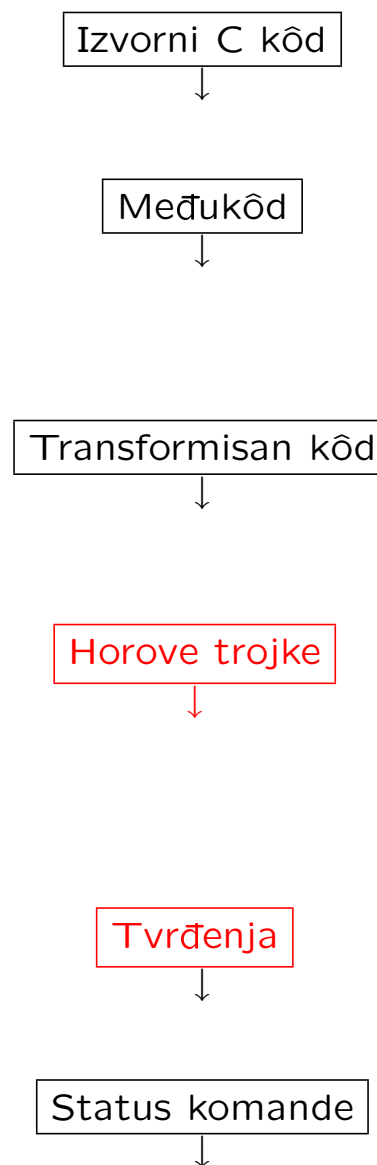 Izvorni C kôd
↓
Međukôd
↓
Transformisan kôd
↓
Horove trojke
↓
Tvrđenja
↓
Status komande
↓